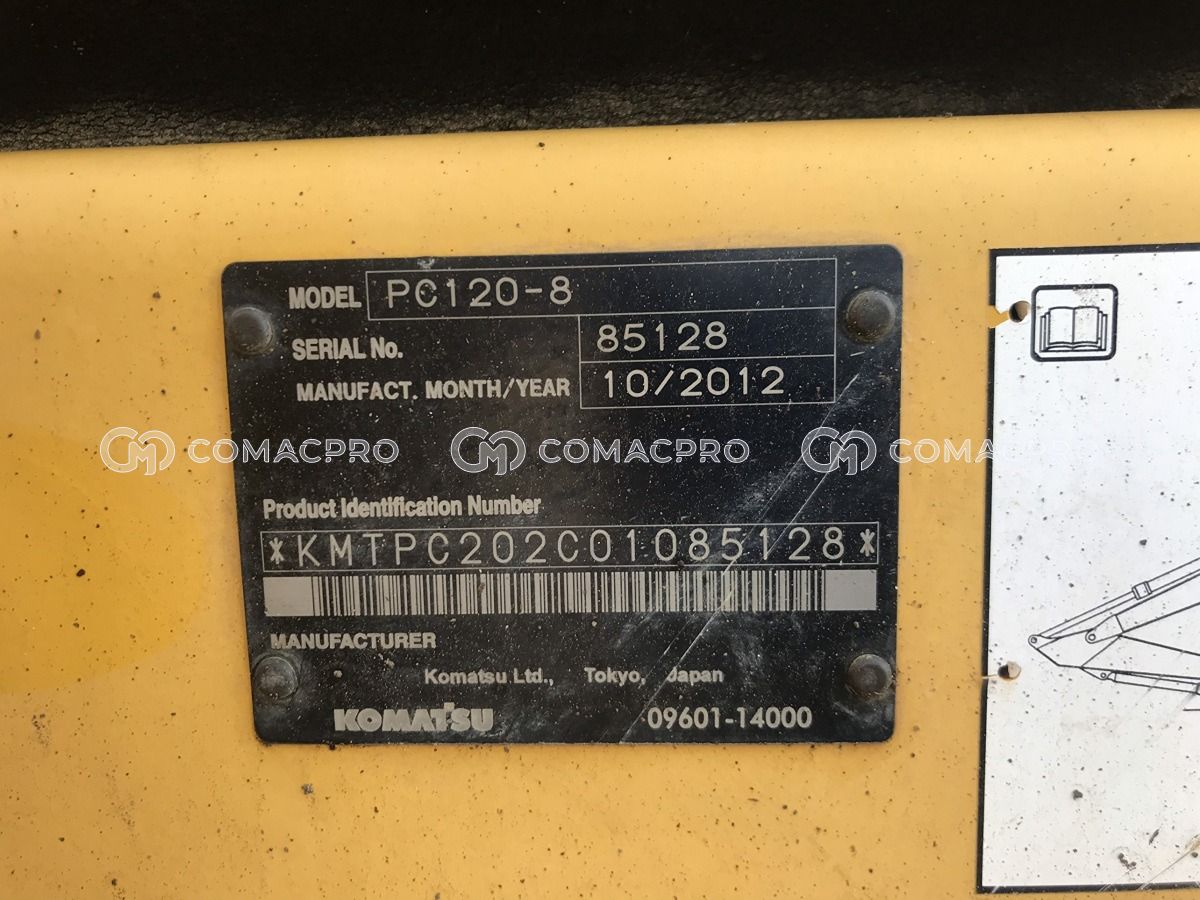 MODEL PC120-8
SERIAL No. 85128
MANUFACT. MONTH/YEAR 10/2012
COMACPRO COMACPRO COMAC
Product Identification Number
*KMTPC202C01085128*
MANUFACTURER
Komatsu Ltd., Tokyo, Japan
KOMATSU 09601-14000